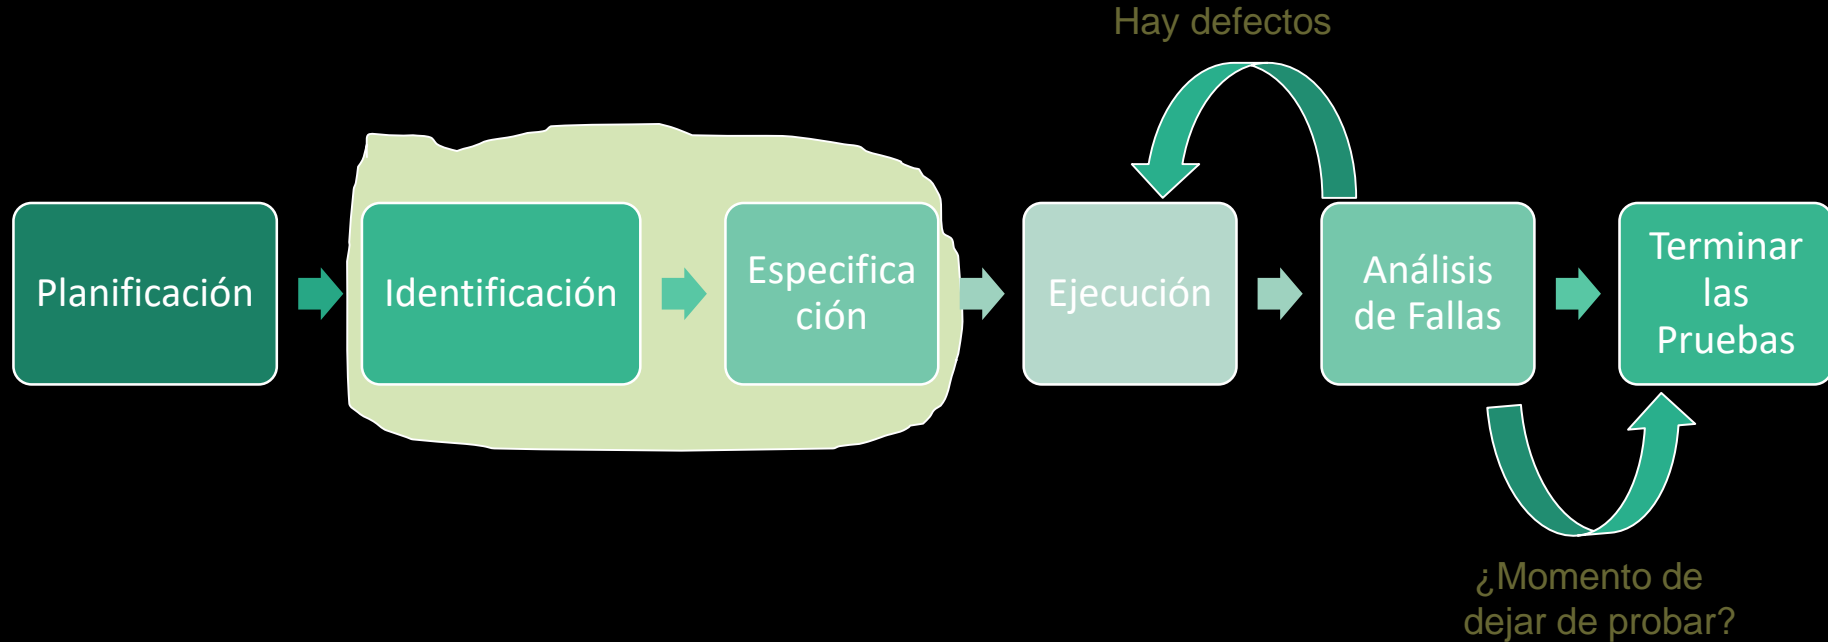 Hay defectos
Planificación
Identificación
Especifica
ción
Ejecución
Análisis
de Fallas
Terminar
las
Pruebas
¿Momento de
dejar de probar?